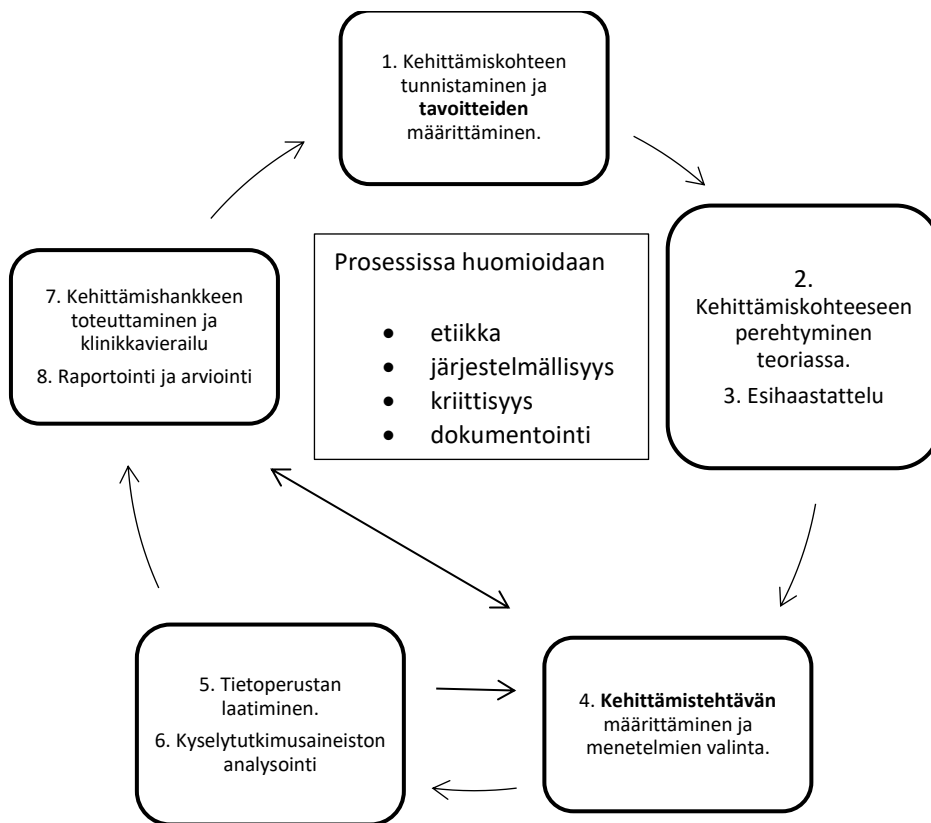 1. Kehittämiskohteen
tunnistaminen ja
tavoitteiden
määrittäminen.
2.
Kehittämiskohteeseen
perehtyminen
teoriassa.
3. Esihaastattelu
4. Kehittämistehtävän
määrittäminen ja
menetelmien valinta.
5. Tietoperustan
laatiminen.
6. Kyselytutkimusaineiston
analysointi
7. Kehittämishankkeen
toteuttaminen ja
klinikkavierailu
8. Raportointi ja arviointi
Prosessissa huomioidaan
• etiikka
• järjestelmällisyys
• kriittisyys
• dokumentointi